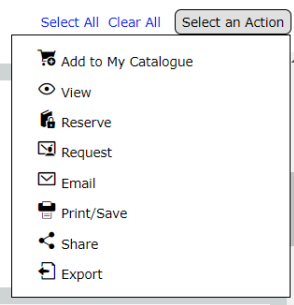 Select All Clear All Select an Action
Add to My Catalogue
View
Reserve
Request
Email
Print/Save
Share
Export